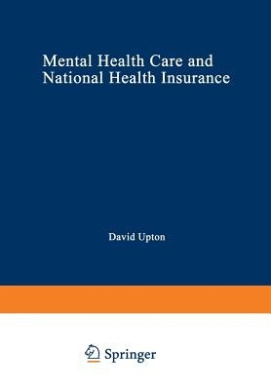 Mental Health Care and
National Health Insurance
David Upton
Springer